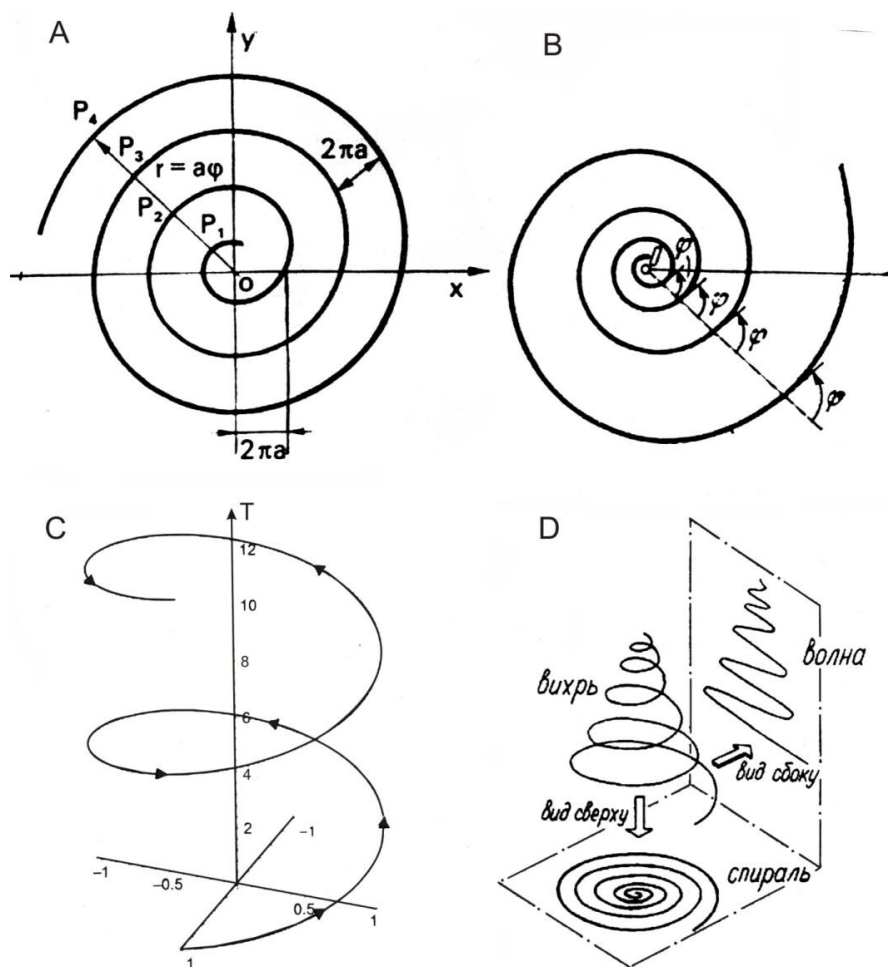 A
y
P₄
P₃
r = aφ
2πa
P₂
P₁
o
x
2πa
B
φ
φ
φ
φ
C
T
12
10
8
6
4
2
−1
−1
−0.5
0.5
1
1
D
вихрь
волна
вид сбоку
вид сверху
спираль